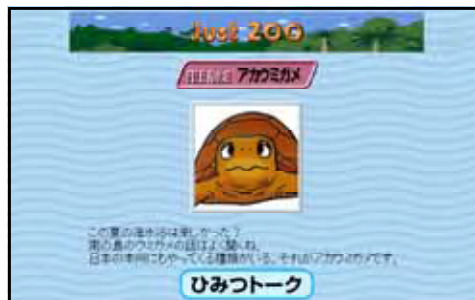 Just ZOO
アカウミガメ
この夏の海水浴は楽しかった？
南の島のウミガメの話はよく聞くね。
日本の本州にもやってくる種類がいる。それがアカウミガメです。
ひみつトーク